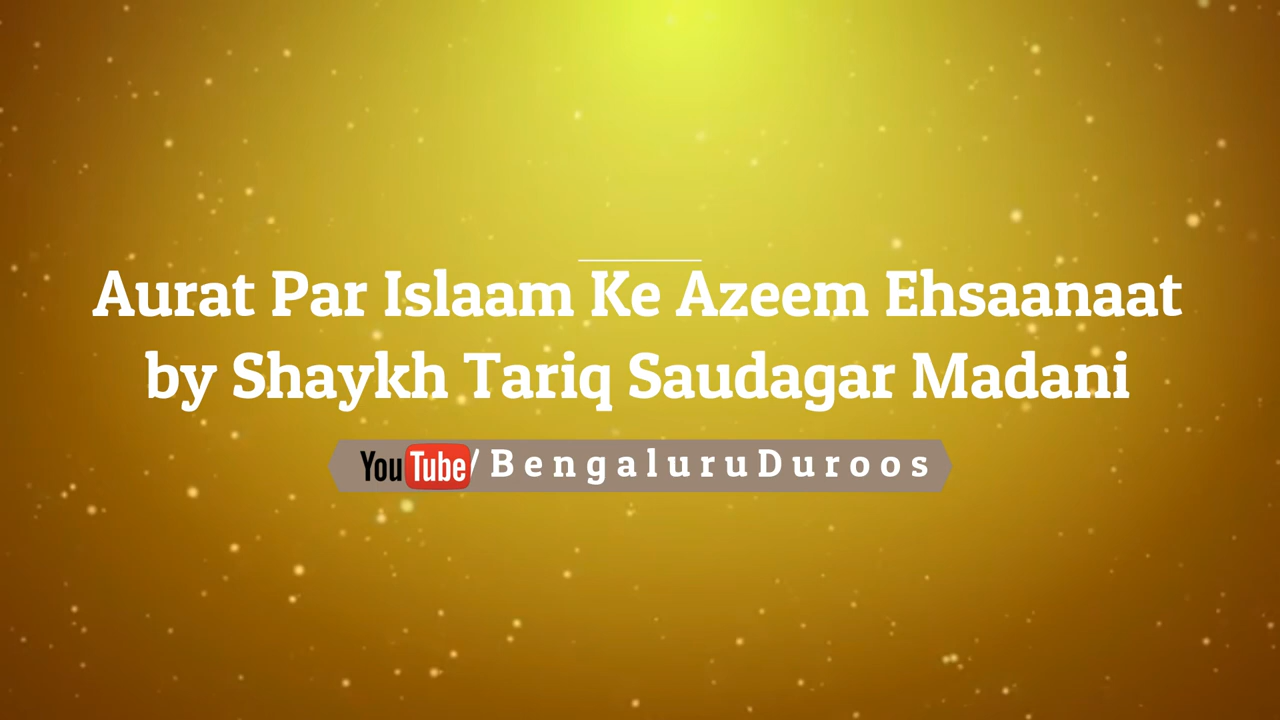 Aurat Par Islaam Ke Azeem Ehsaanaat
by Shaykh Tariq Saudagar Madani
YouTube/BengaluruDuroos